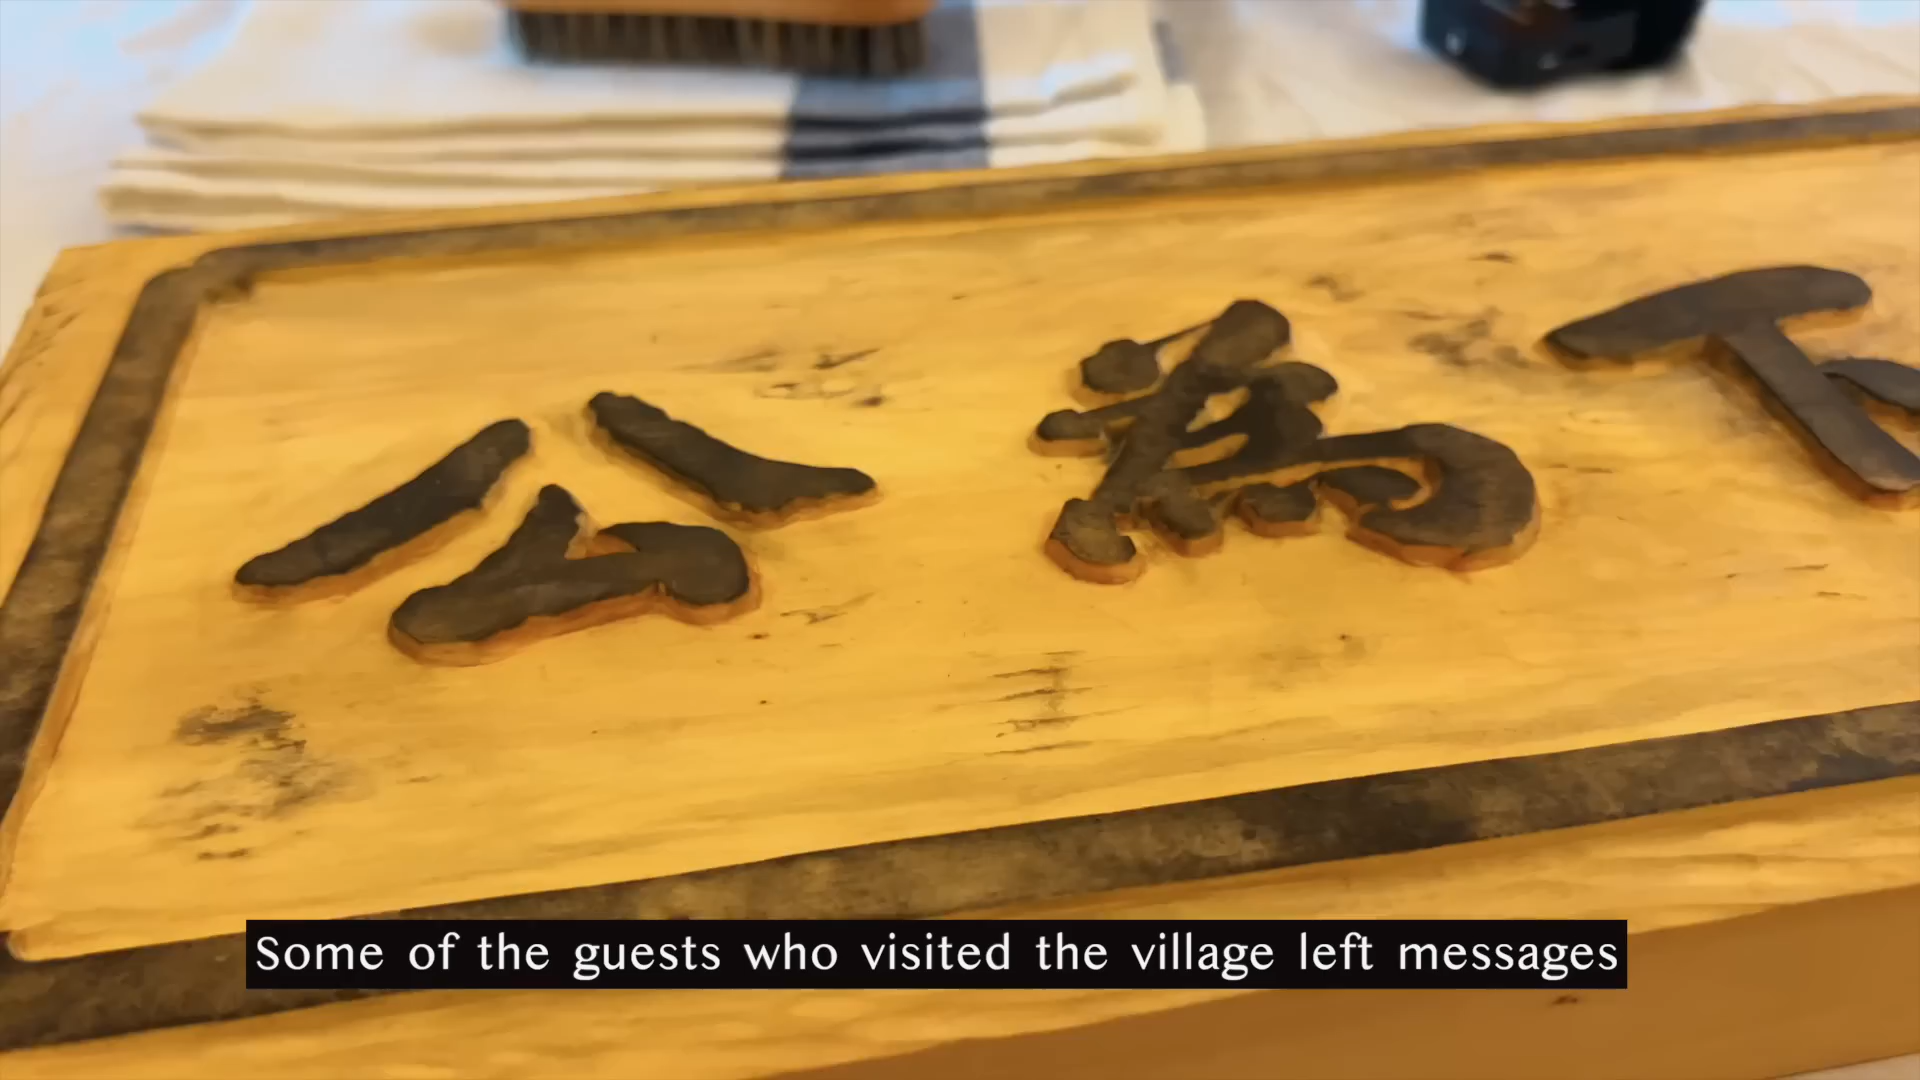 下為公
Some of the guests who visited the village left messages